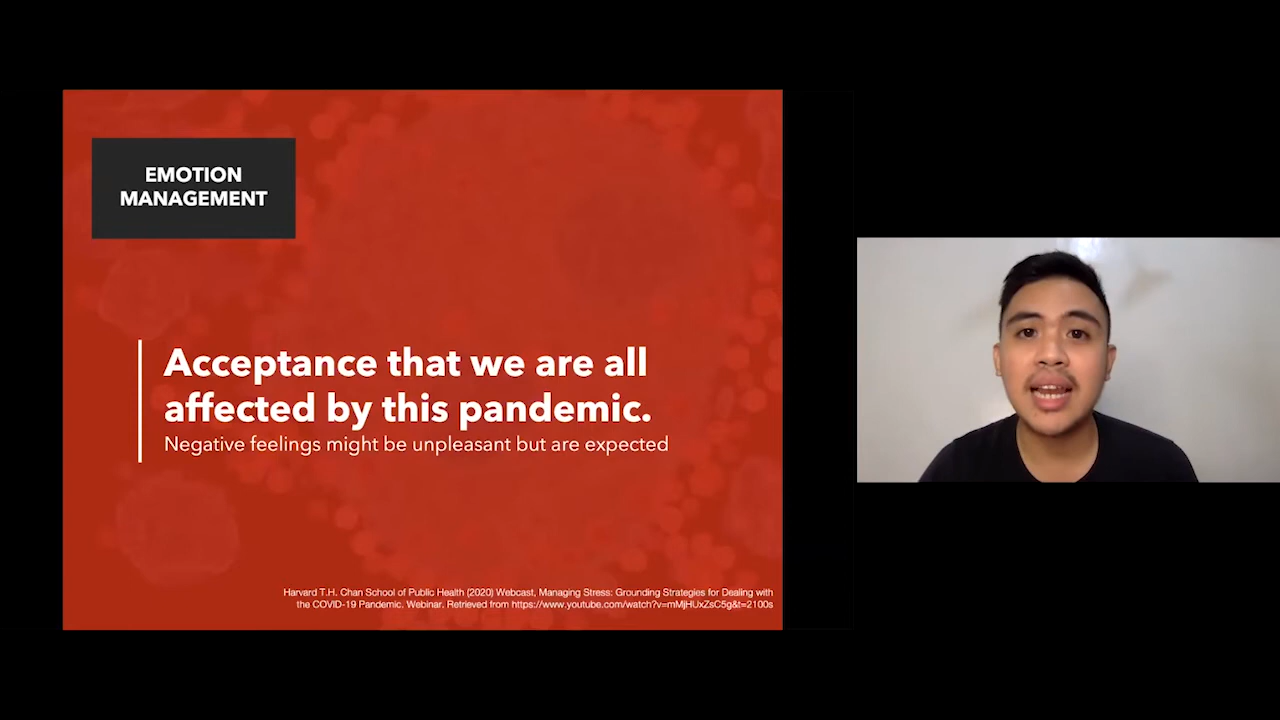 EMOTION
MANAGEMENT
Acceptance that we are all
affected by this pandemic.
Negative feelings might be unpleasant but are expected
Harvard T.H. Chan School of Public Health (2020) Webcast, Managing Stress: Grounding Strategies for Dealing with
the COVID-19 Pandemic. Webinar. Retrieved from https://www.youtube.com/watch?v=mMjHUxZsC5g&t=2100s